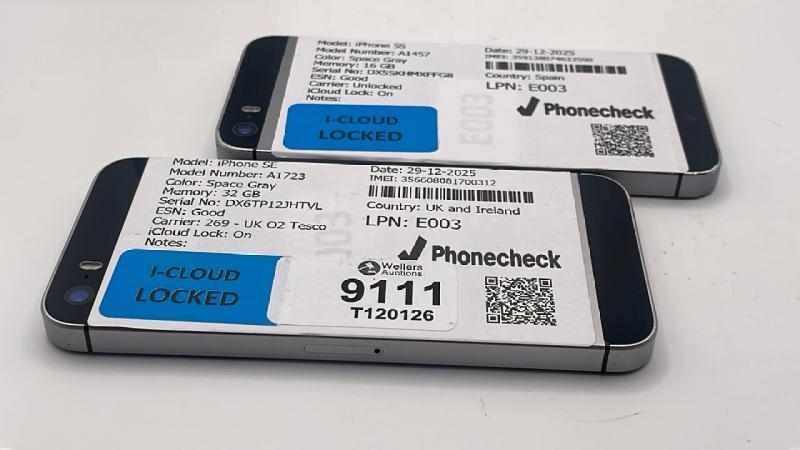 Model: iPhone 5S
Model Number: A1457
Color: Space Gray
Memory: 16 GB
Serial No: DX5SKHMXFFG8
ESN: Good
Carrier: Unlocked
iCloud Lock: On
Notes:
I-CLOUD
LOCKED
Date: 29-12-2025
IMEI: 359138074633598
Country: Spain
LPN: E003
Phonecheck
E003
Model: iPhone SE
Model Number: A1723
Color: Space Gray
Memory: 32 GB
Serial No: DX6TP12JHTVL
ESN: Good
Carrier: 269 - UK O2 Tesco
iCloud Lock: On
Notes:
I-CLOUD
LOCKED
Date: 29-12-2025
IMEI: 356608081700312
Country: UK and Ireland
LPN: E003
Phonecheck
Wellers
Auctions
9111
T120126